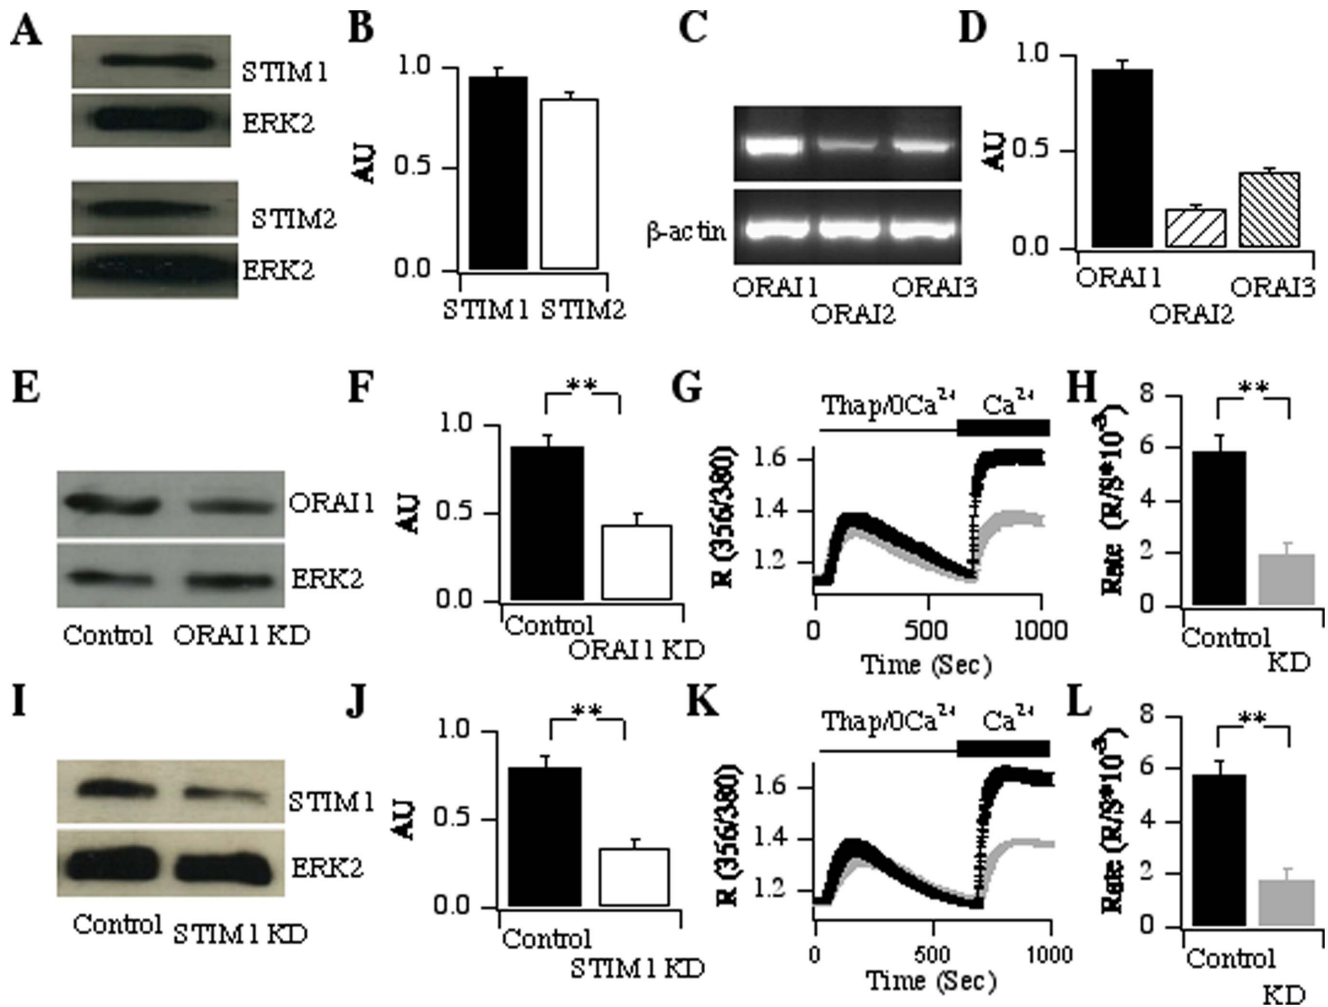 A
STIM1
ERK2
STIM2
ERK2
B
AU
1.0
0.5
0.0
STIM1 STIM2
C
β-actin
ORAI1 ORAI3
ORAI2
D
AU
1.0
0.5
0.0
ORAI1 ORAI3
ORAI2
E
ORAI1
ERK2
Control ORAI1 KD
F
**
AU
1.0
0.5
0.0
Control
ORAI1 KD
G
Thap/0Ca²⁺ Ca²⁺
R (356/380)
1.6
1.4
1.2
0 500 1000
Time (Sec)
H
**
Rate (R/S*10⁻³)
8
6
4
2
0
Control
KD
I
STIM1
ERK2
Control STIM1 KD
J
**
AU
1.0
0.5
0.0
Control
STIM1 KD
K
Thap/0Ca²⁺ Ca²⁺
R (356/380)
1.6
1.4
1.2
0 500 1000
Time (Sec)
L
**
Rate (R/S*10⁻³)
8
6
4
2
0
Control
KD